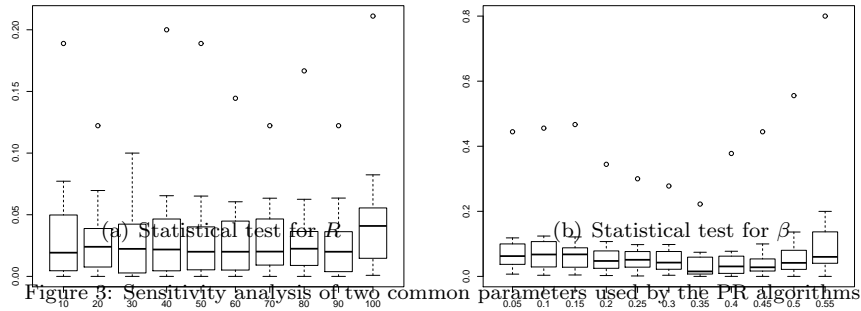 0.20
0.15
0.10
0.05
0.00
10 20 30 40 50 60 70 80 90 100
(a) Statistical test for R
0.8
0.6
0.4
0.2
0.0
0.05 0.1 0.15 0.2 0.25 0.3 0.35 0.4 0.45 0.5 0.55
(b) Statistical test for β
Figure 3: Sensitivity analysis of two common parameters used by the PR algorithms